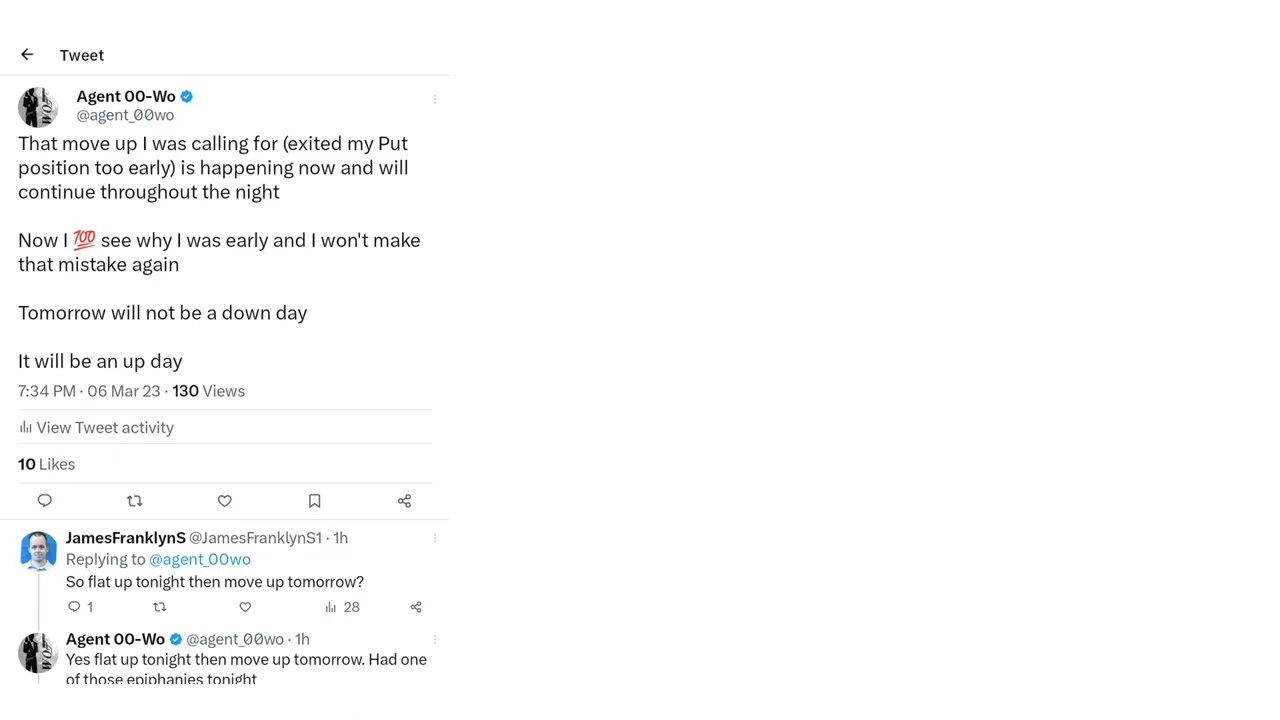 Tweet
Agent 00-Wo
@agent_00wo
That move up I was calling for (exited my Put
position too early) is happening now and will
continue throughout the night
Now I 💯 see why I was early and I won't make
that mistake again
Tomorrow will not be a down day
It will be an up day
7:34 PM · 06 Mar 23 · 130 Views
View Tweet activity
10 Likes
JamesFranklynS @JamesFranklynS1 · 1h
Replying to @agent_00wo
So flat up tonight then move up tomorrow?
1 28
Agent 00-Wo @agent_00wo · 1h
Yes flat up tonight then move up tomorrow. Had one
of those epiphanies tonight